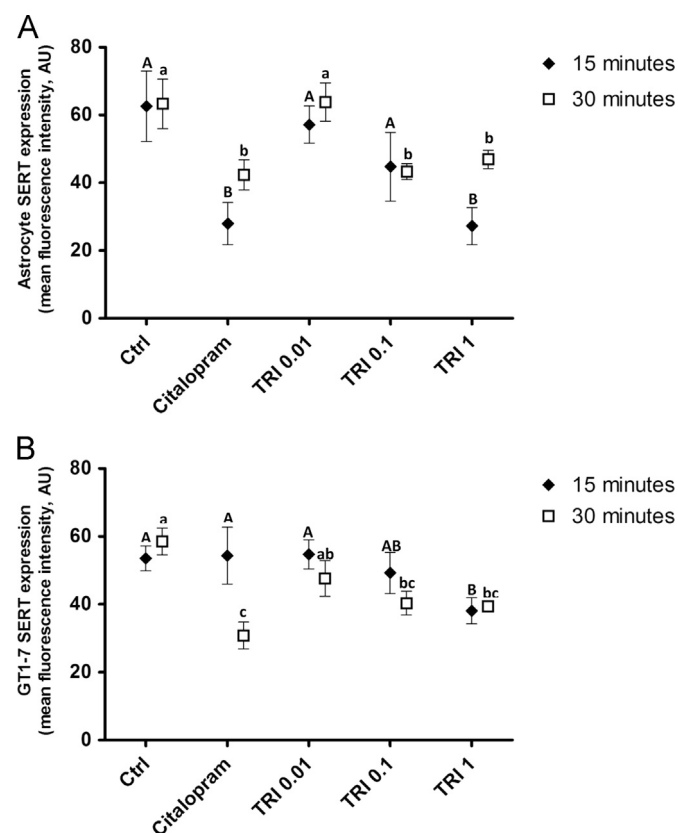 A
Astrocyte SERT expression
(mean fluorescence intensity, AU)
80
60
40
20
0
A
a
B
b
A
a
A
b
B
b
Ctrl
Citalopram
TRI 0.01
TRI 0.1
TRI 1
15 minutes
30 minutes
B
GT1-7 SERT expression
(mean fluorescence intensity, AU)
80
60
40
20
0
A
a
A
c
A
ab
AB
bc
B
bc
Ctrl
Citalopram
TRI 0.01
TRI 0.1
TRI 1
15 minutes
30 minutes